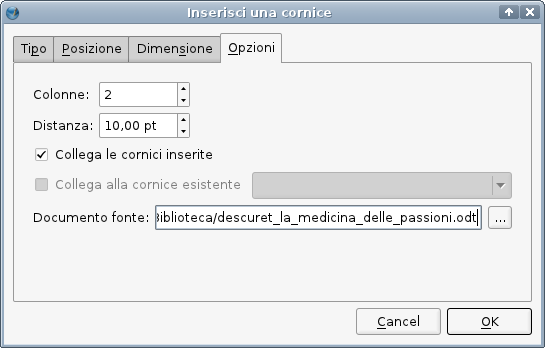 Inserisci una cornice
Tipo Posizione Dimensione Opzioni
Colonne: 2
Distanza: 10,00 pt
Collega le cornici inserite
Collega alla cornice esistente
Documento fonte: Biblioteca/descuret_la_medicina_delle_passioni.odt ...
Cancel OK